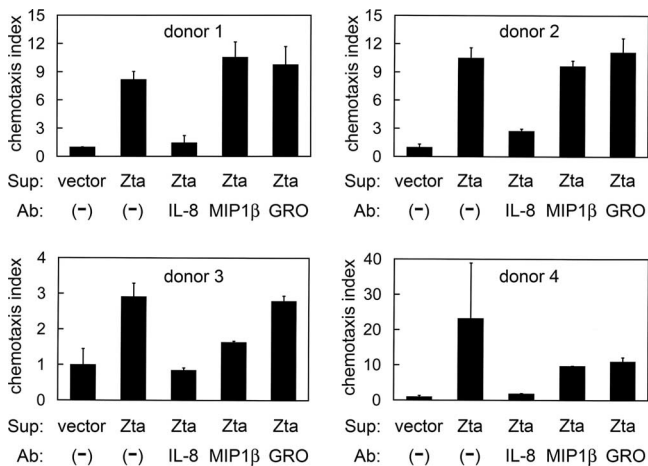 donor 1
chemotaxis index
15
12
9
6
3
0
Sup: vector Zta Zta Zta Zta
Ab: (−) (−) IL-8 MIP1β GRO
donor 2
chemotaxis index
15
12
9
6
3
0
Sup: vector Zta Zta Zta Zta
Ab: (−) (−) IL-8 MIP1β GRO
donor 3
chemotaxis index
4
3
2
1
0
Sup: vector Zta Zta Zta Zta
Ab: (−) (−) IL-8 MIP1β GRO
donor 4
chemotaxis index
40
30
20
10
0
Sup: vector Zta Zta Zta Zta
Ab: (−) (−) IL-8 MIP1β GRO